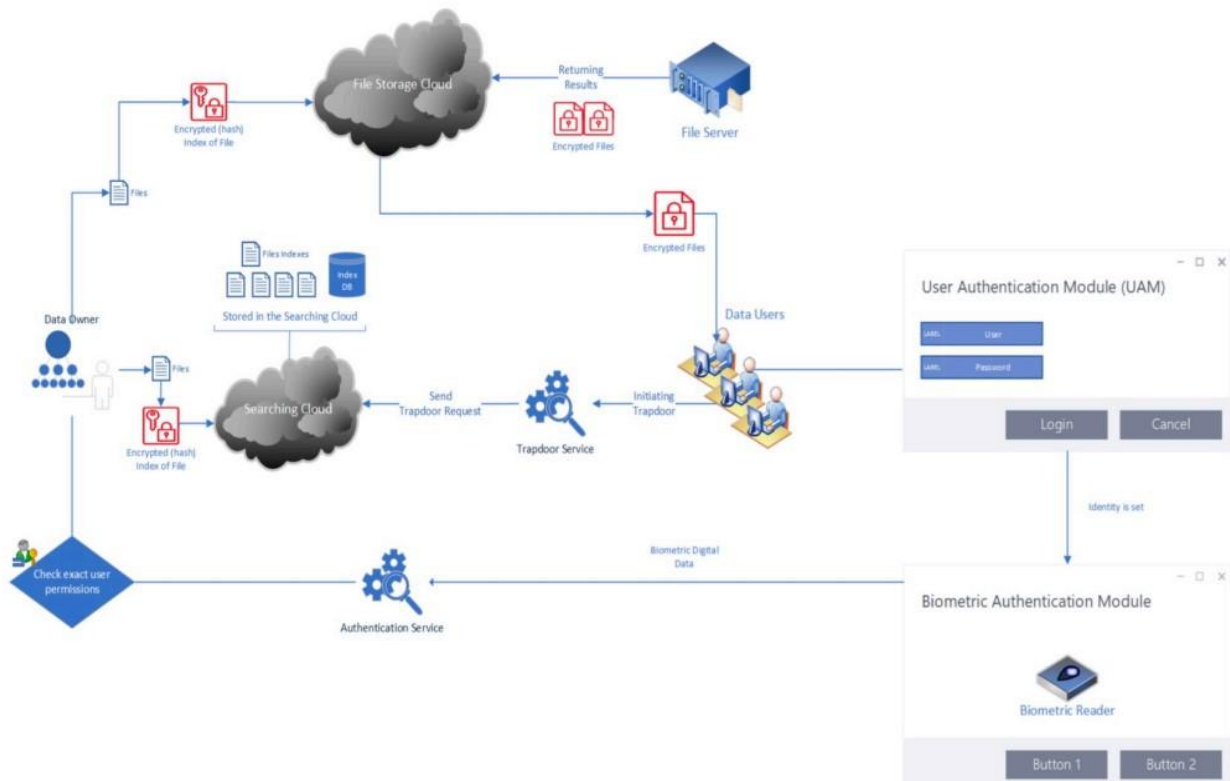 File Storage Cloud
Returning
Results
Encrypted Files
File Server
Encrypted (hash)
Index of File
Files
Encrypted Files
Files Indexes
Index
DB
Stored in the Searching Cloud
Data Owner
Files
Encrypted (hash)
Index of File
Searching Cloud
Send
Trapdoor Request
Trapdoor Service
Initiating
Trapdoor
Data Users
User Authentication Module (UAM)
LABEL User
LABEL Password
Login Cancel
Identity is set
Check exact user
permissions
Authentication Service
Biometric Digital
Data
Biometric Authentication Module
Biometric Reader
Button 1 Button 2